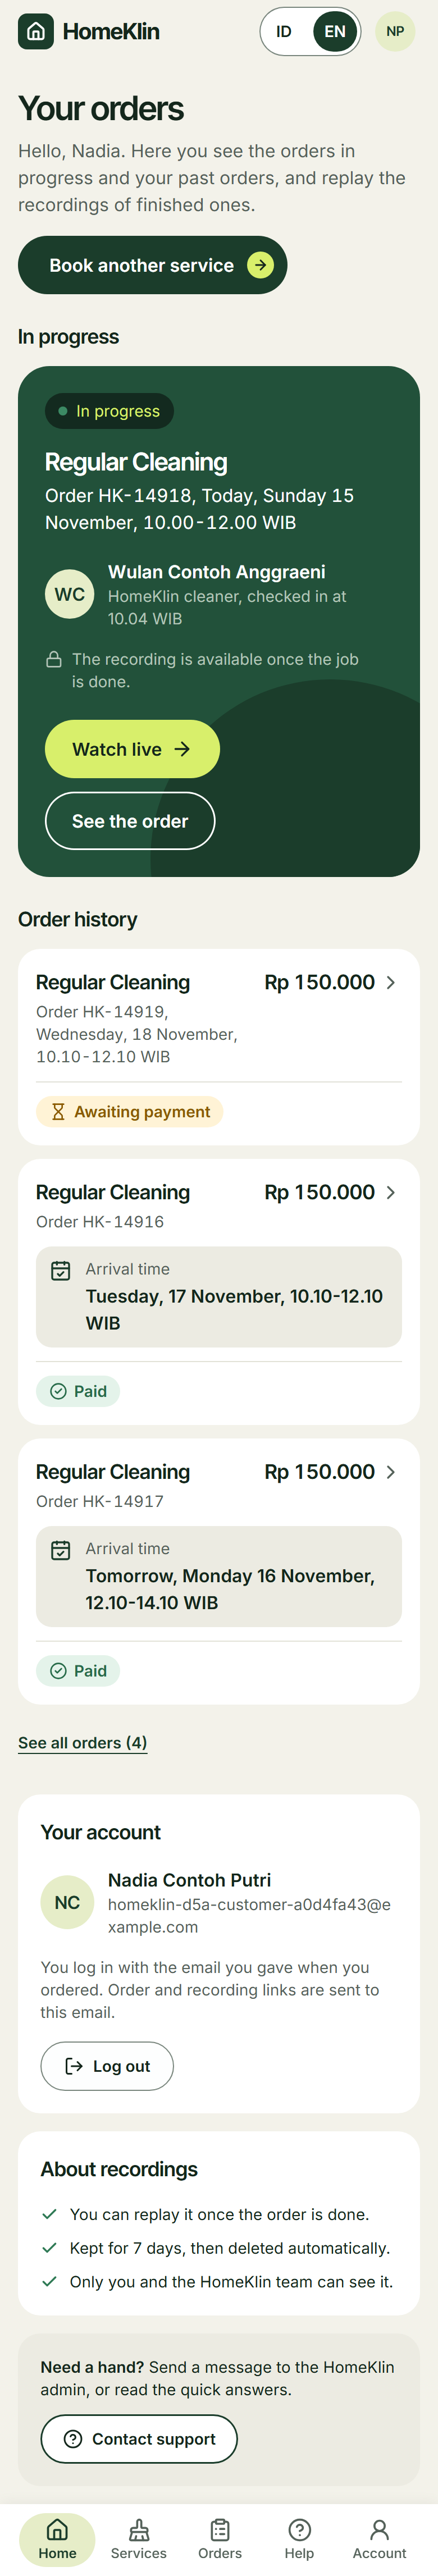 HomeKlin
ID
EN
NP
Your orders
Hello, Nadia. Here you see the orders in
progress and your past orders, and replay the
recordings of finished ones.
Book another service
In progress
In progress
Regular Cleaning
Order HK-14918, Today, Sunday 15
November, 10.00-12.00 WIB
WC
Wulan Contoh Anggraeni
HomeKlin cleaner, checked in at
10.04 WIB
The recording is available once the job
is done.
Watch live
See the order
Order history
Regular Cleaning
Rp 150.000
Order HK-14919,
Wednesday, 18 November,
10.10-12.10 WIB
Awaiting payment
Regular Cleaning
Rp 150.000
Order HK-14916
Arrival time
Tuesday, 17 November, 10.10-12.10
WIB
Paid
Regular Cleaning
Rp 150.000
Order HK-14917
Arrival time
Tomorrow, Monday 16 November,
12.10-14.10 WIB
Paid
See all orders (4)
Your account
NC
Nadia Contoh Putri
homeklin-d5a-customer-a0d4fa43@e
xample.com
You log in with the email you gave when you
ordered. Order and recording links are sent to
this email.
Log out
About recordings
You can replay it once the order is done.
Kept for 7 days, then deleted automatically.
Only you and the HomeKlin team can see it.
Need a hand? Send a message to the HomeKlin
admin, or read the quick answers.
Contact support
Home
Services
Orders
Help
Account